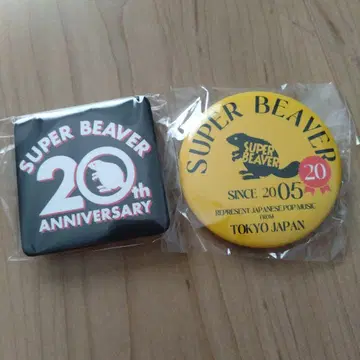 SUPER BEAVER
20th
ANNIVERSARY
SUPER BEAVER
SUPER
BEAVER
20
SINCE 2005
REPRESENT JAPANESE POP MUSIC
FROM
TOKYO JAPAN